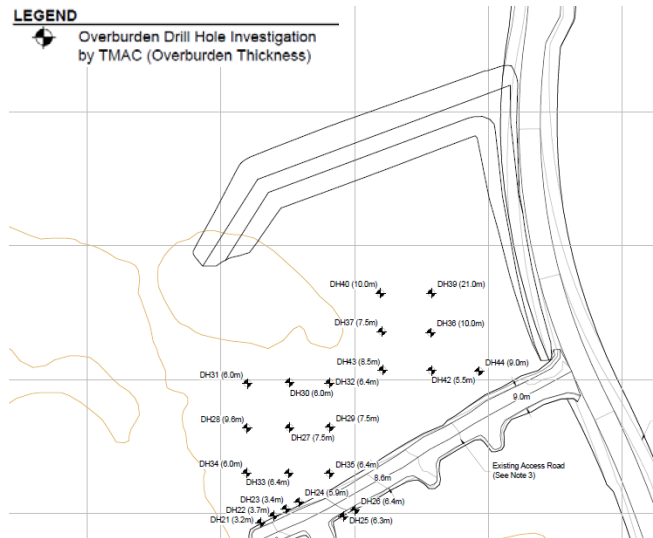 LEGEND
Overburden Drill Hole Investigation
by TMAC (Overburden Thickness)
DH40 (10.0m)
DH39 (21.0m)
DH37 (7.5m)
DH36 (10.0m)
DH43 (8.5m)
DH44 (9.0m)
DH31 (6.0m)
DH32 (6.4m)
DH42 (5.5m)
DH30 (6.0m)
9.0m
DH28 (9.6m)
DH29 (7.5m)
DH27 (7.5m)
DH34 (6.0m)
DH35 (6.4m)
Existing Access Road
(See Note 3)
DH33 (6.4m)
8.6m
DH24 (5.9m)
DH23 (3.4m)
DH26 (6.4m)
DH22 (3.7m)
DH21 (3.2m)
DH25 (6.3m)